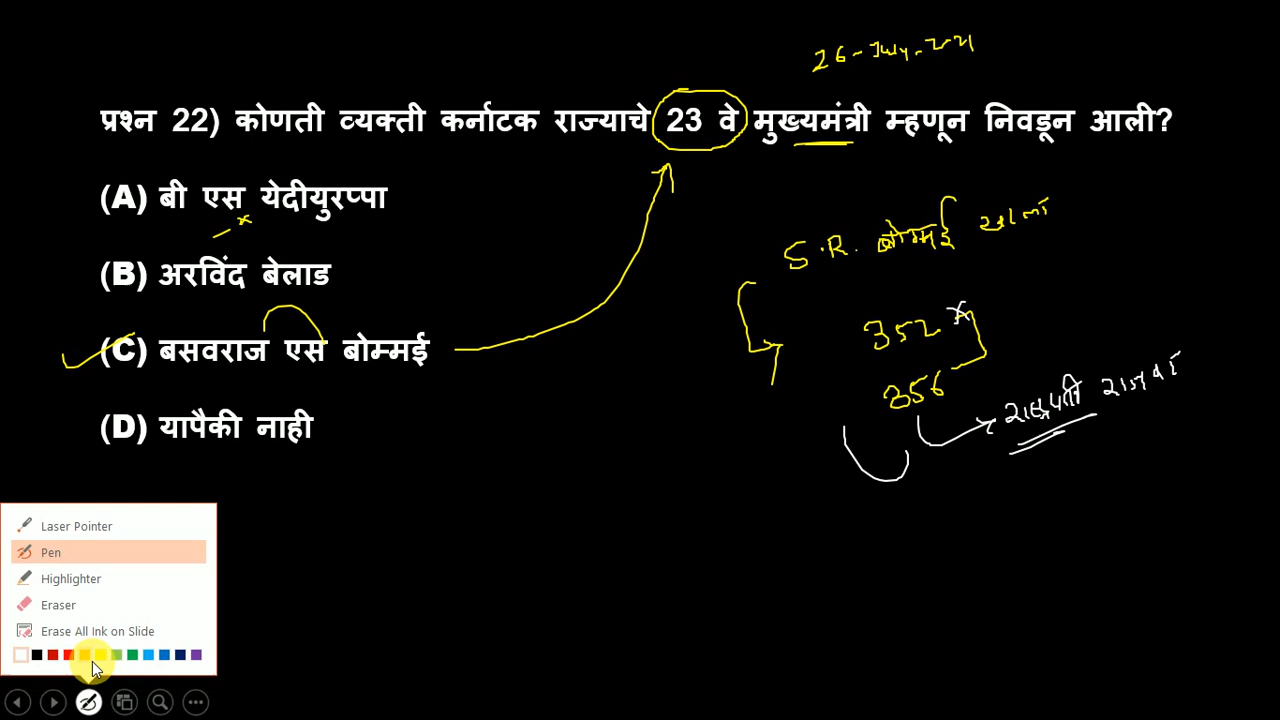 26-July-2021
प्रश्न 22) कोणती व्यक्ती कर्नाटक राज्याचे 23 वे मुख्यमंत्री म्हणून निवडून आली?
(A) बी एस येदीयुरप्पा
S.R. बोम्मई
(B) अरविंद बेलाड
352
(C) बसवराज एस बोम्मई
356
(D) यापैकी नाही
Laser Pointer
Pen
Highlighter
Eraser
Erase All Ink on Slide